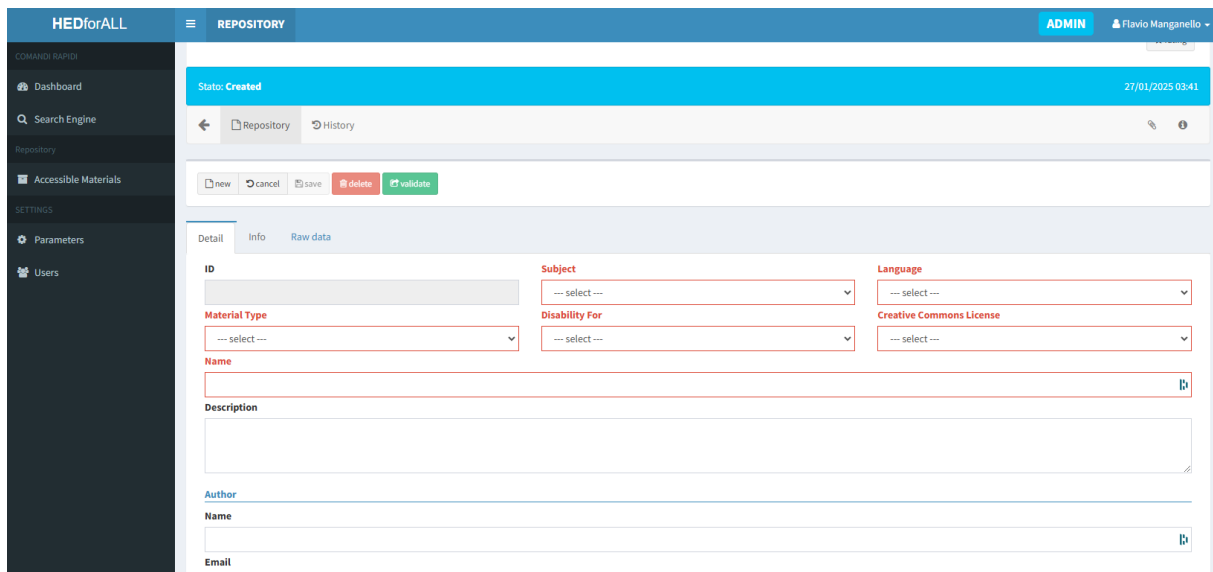 HEDforALL
REPOSITORY
ADMIN
Flavio Manganello
COMANDI RAPIDI
Dashboard
Search Engine
Repository
Accessible Materials
SETTINGS
Parameters
Users
Stato: Created
27/01/2025 03:41
Repository History
new cancel save delete validate
Detail Info Raw data
ID Subject Language
--- select --- --- select ---
Material Type Disability For Creative Commons License
--- select --- --- select --- --- select ---
Name
Description
Author
Name
Email